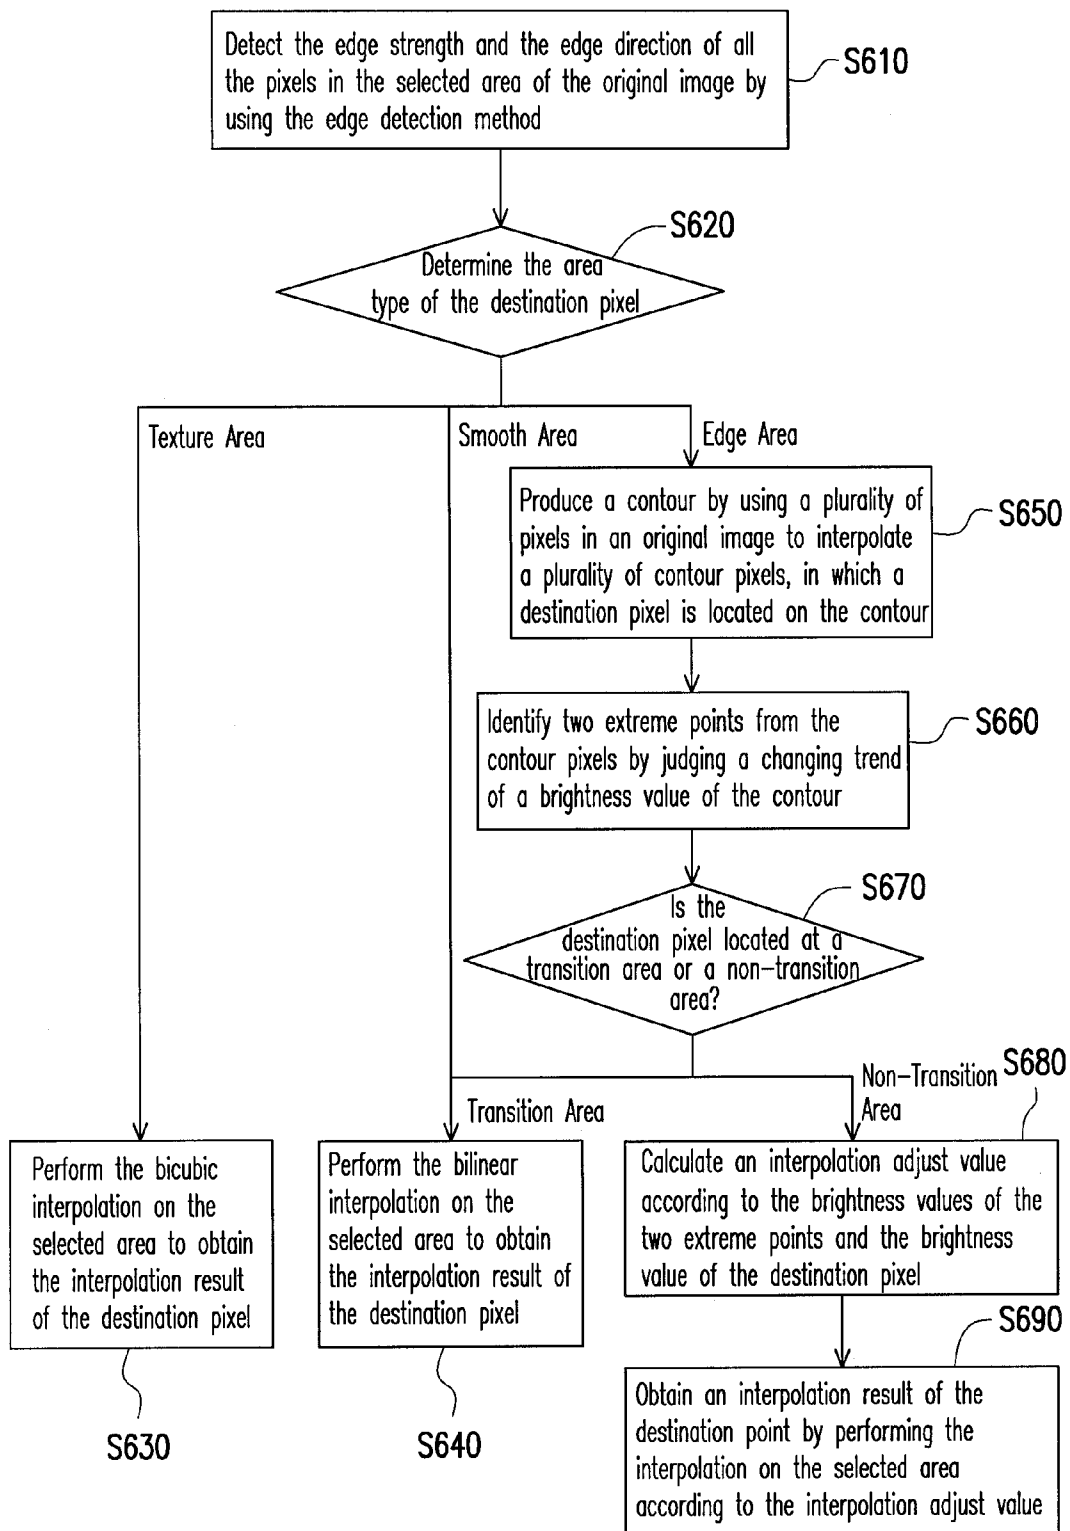 Detect the edge strength and the edge direction of all
the pixels in the selected area of the original image by
using the edge detection method
S610
S620
Determine the area
type of the destination pixel
Texture Area
Smooth Area
Edge Area
Produce a contour by using a plurality of
pixels in an original image to interpolate
a plurality of contour pixels, in which a
destination pixel is located on the contour
S650
Identify two extreme points from the
contour pixels by judging a changing trend
of a brightness value of the contour
S660
S670
Is the
destination pixel located at a
transition area or a non-transition
area?
Transition Area
Non-Transition
Area
S680
Perform the bicubic
interpolation on the
selected area to obtain
the interpolation result
of the destination pixel
S630
Perform the bilinear
interpolation on the
selected area to obtain
the interpolation result of
the destination pixel
S640
Calculate an interpolation adjust value
according to the brightness values of the
two extreme points and the brightness
value of the destination pixel
S690
Obtain an interpolation result of the
destination point by performing the
interpolation on the selected area
according to the interpolation adjust value